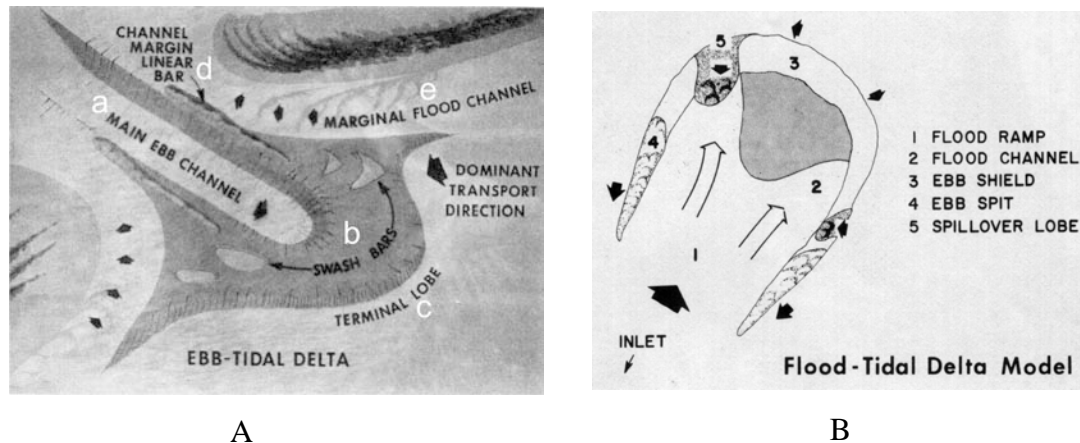 CHANNEL
MARGIN
LINEAR
BAR
d
a
e
MARGINAL FLOOD CHANNEL
MAIN EBB CHANNEL
DOMINANT
TRANSPORT
DIRECTION
b
SWASH BARS
TERMINAL LOBE
c
EBB-TIDAL DELTA
A
5
3
4
2
1
1 FLOOD RAMP
2 FLOOD CHANNEL
3 EBB SHIELD
4 EBB SPIT
5 SPILLOVER LOBE
INLET
Flood-Tidal Delta Model
B